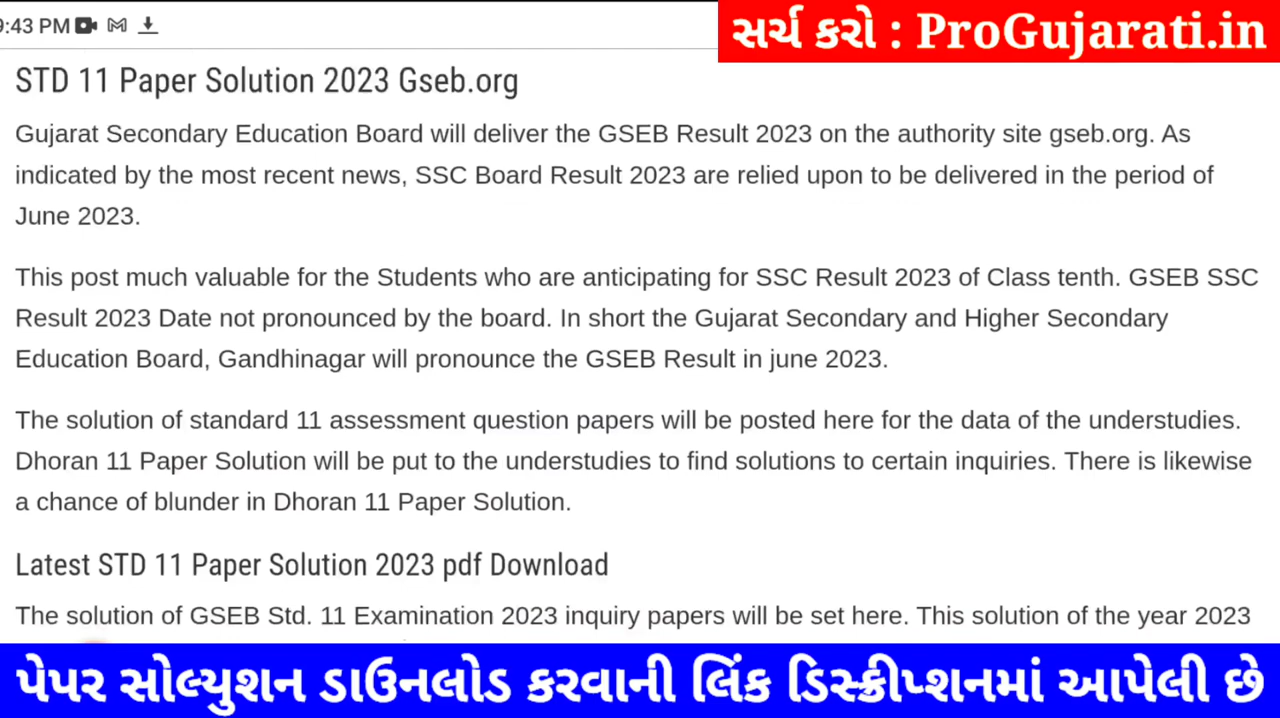 9:43 PM
સર્ચ કરો : ProGujarati.in
STD 11 Paper Solution 2023 Gseb.org
Gujarat Secondary Education Board will deliver the GSEB Result 2023 on the authority site gseb.org. As
indicated by the most recent news, SSC Board Result 2023 are relied upon to be delivered in the period of
June 2023.
This post much valuable for the Students who are anticipating for SSC Result 2023 of Class tenth. GSEB SSC
Result 2023 Date not pronounced by the board. In short the Gujarat Secondary and Higher Secondary
Education Board, Gandhinagar will pronounce the GSEB Result in june 2023.
The solution of standard 11 assessment question papers will be posted here for the data of the understudies.
Dhoran 11 Paper Solution will be put to the understudies to find solutions to certain inquiries. There is likewise
a chance of blunder in Dhoran 11 Paper Solution.
Latest STD 11 Paper Solution 2023 pdf Download
The solution of GSEB Std. 11 Examination 2023 inquiry papers will be set here. This solution of the year 2023
પેપર સોલ્યુશન ડાઉનલોડ કરવાની લિંક ડિસ્ક્રીપ્શનમાં આપેલી છે